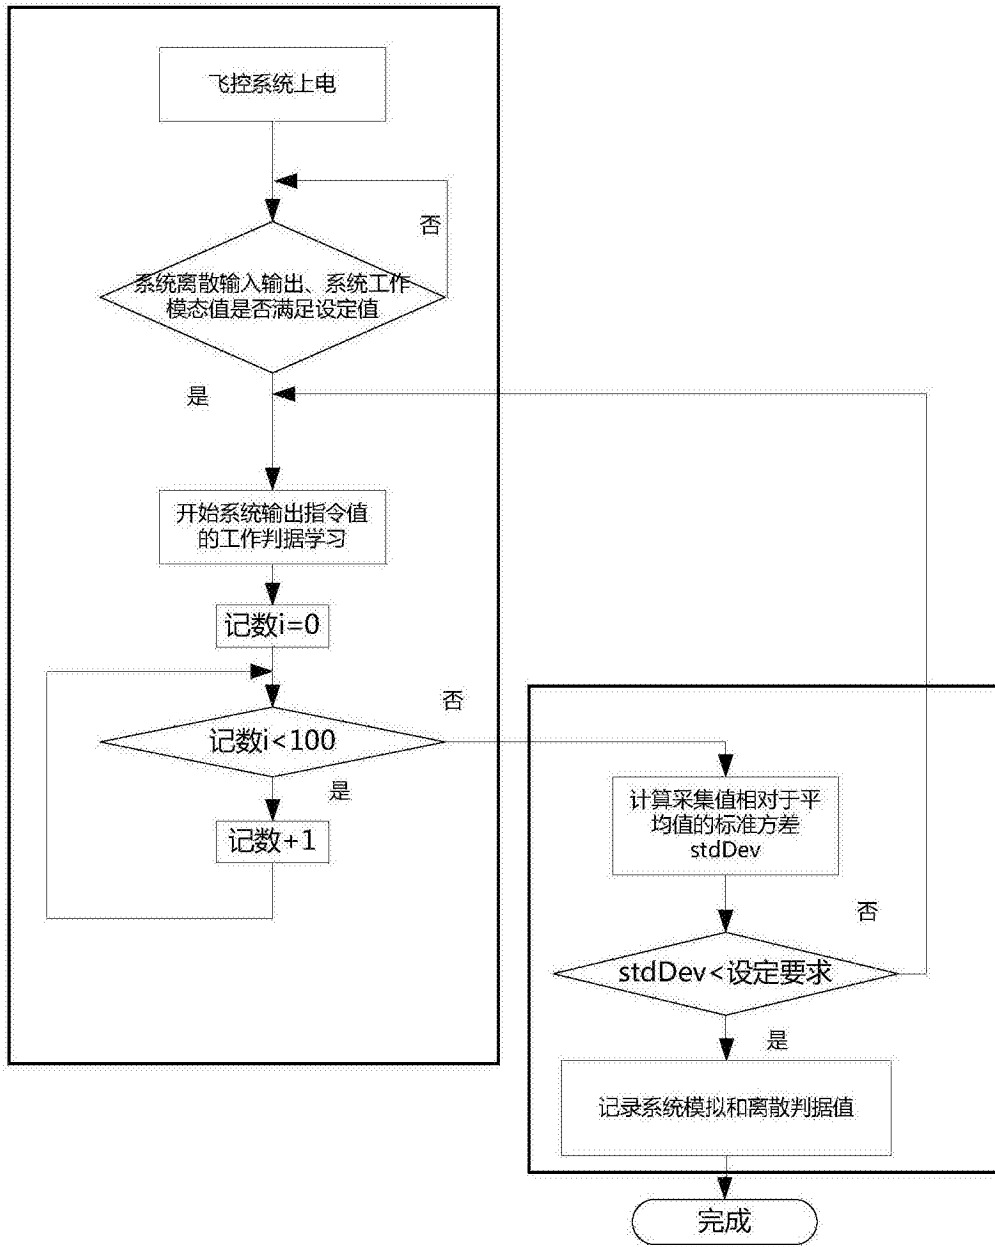 飞控系统上电
否
系统离散输入输出、系统工作
模态值是否满足设定值
是
开始系统输出指令值
的工作判据学习
记数i=0
否
记数i<100
是
记数+1
计算采集值相对于平
均值的标准方差
stdDev
否
stdDev<设定要求
是
记录系统模拟和离散判据值
完成